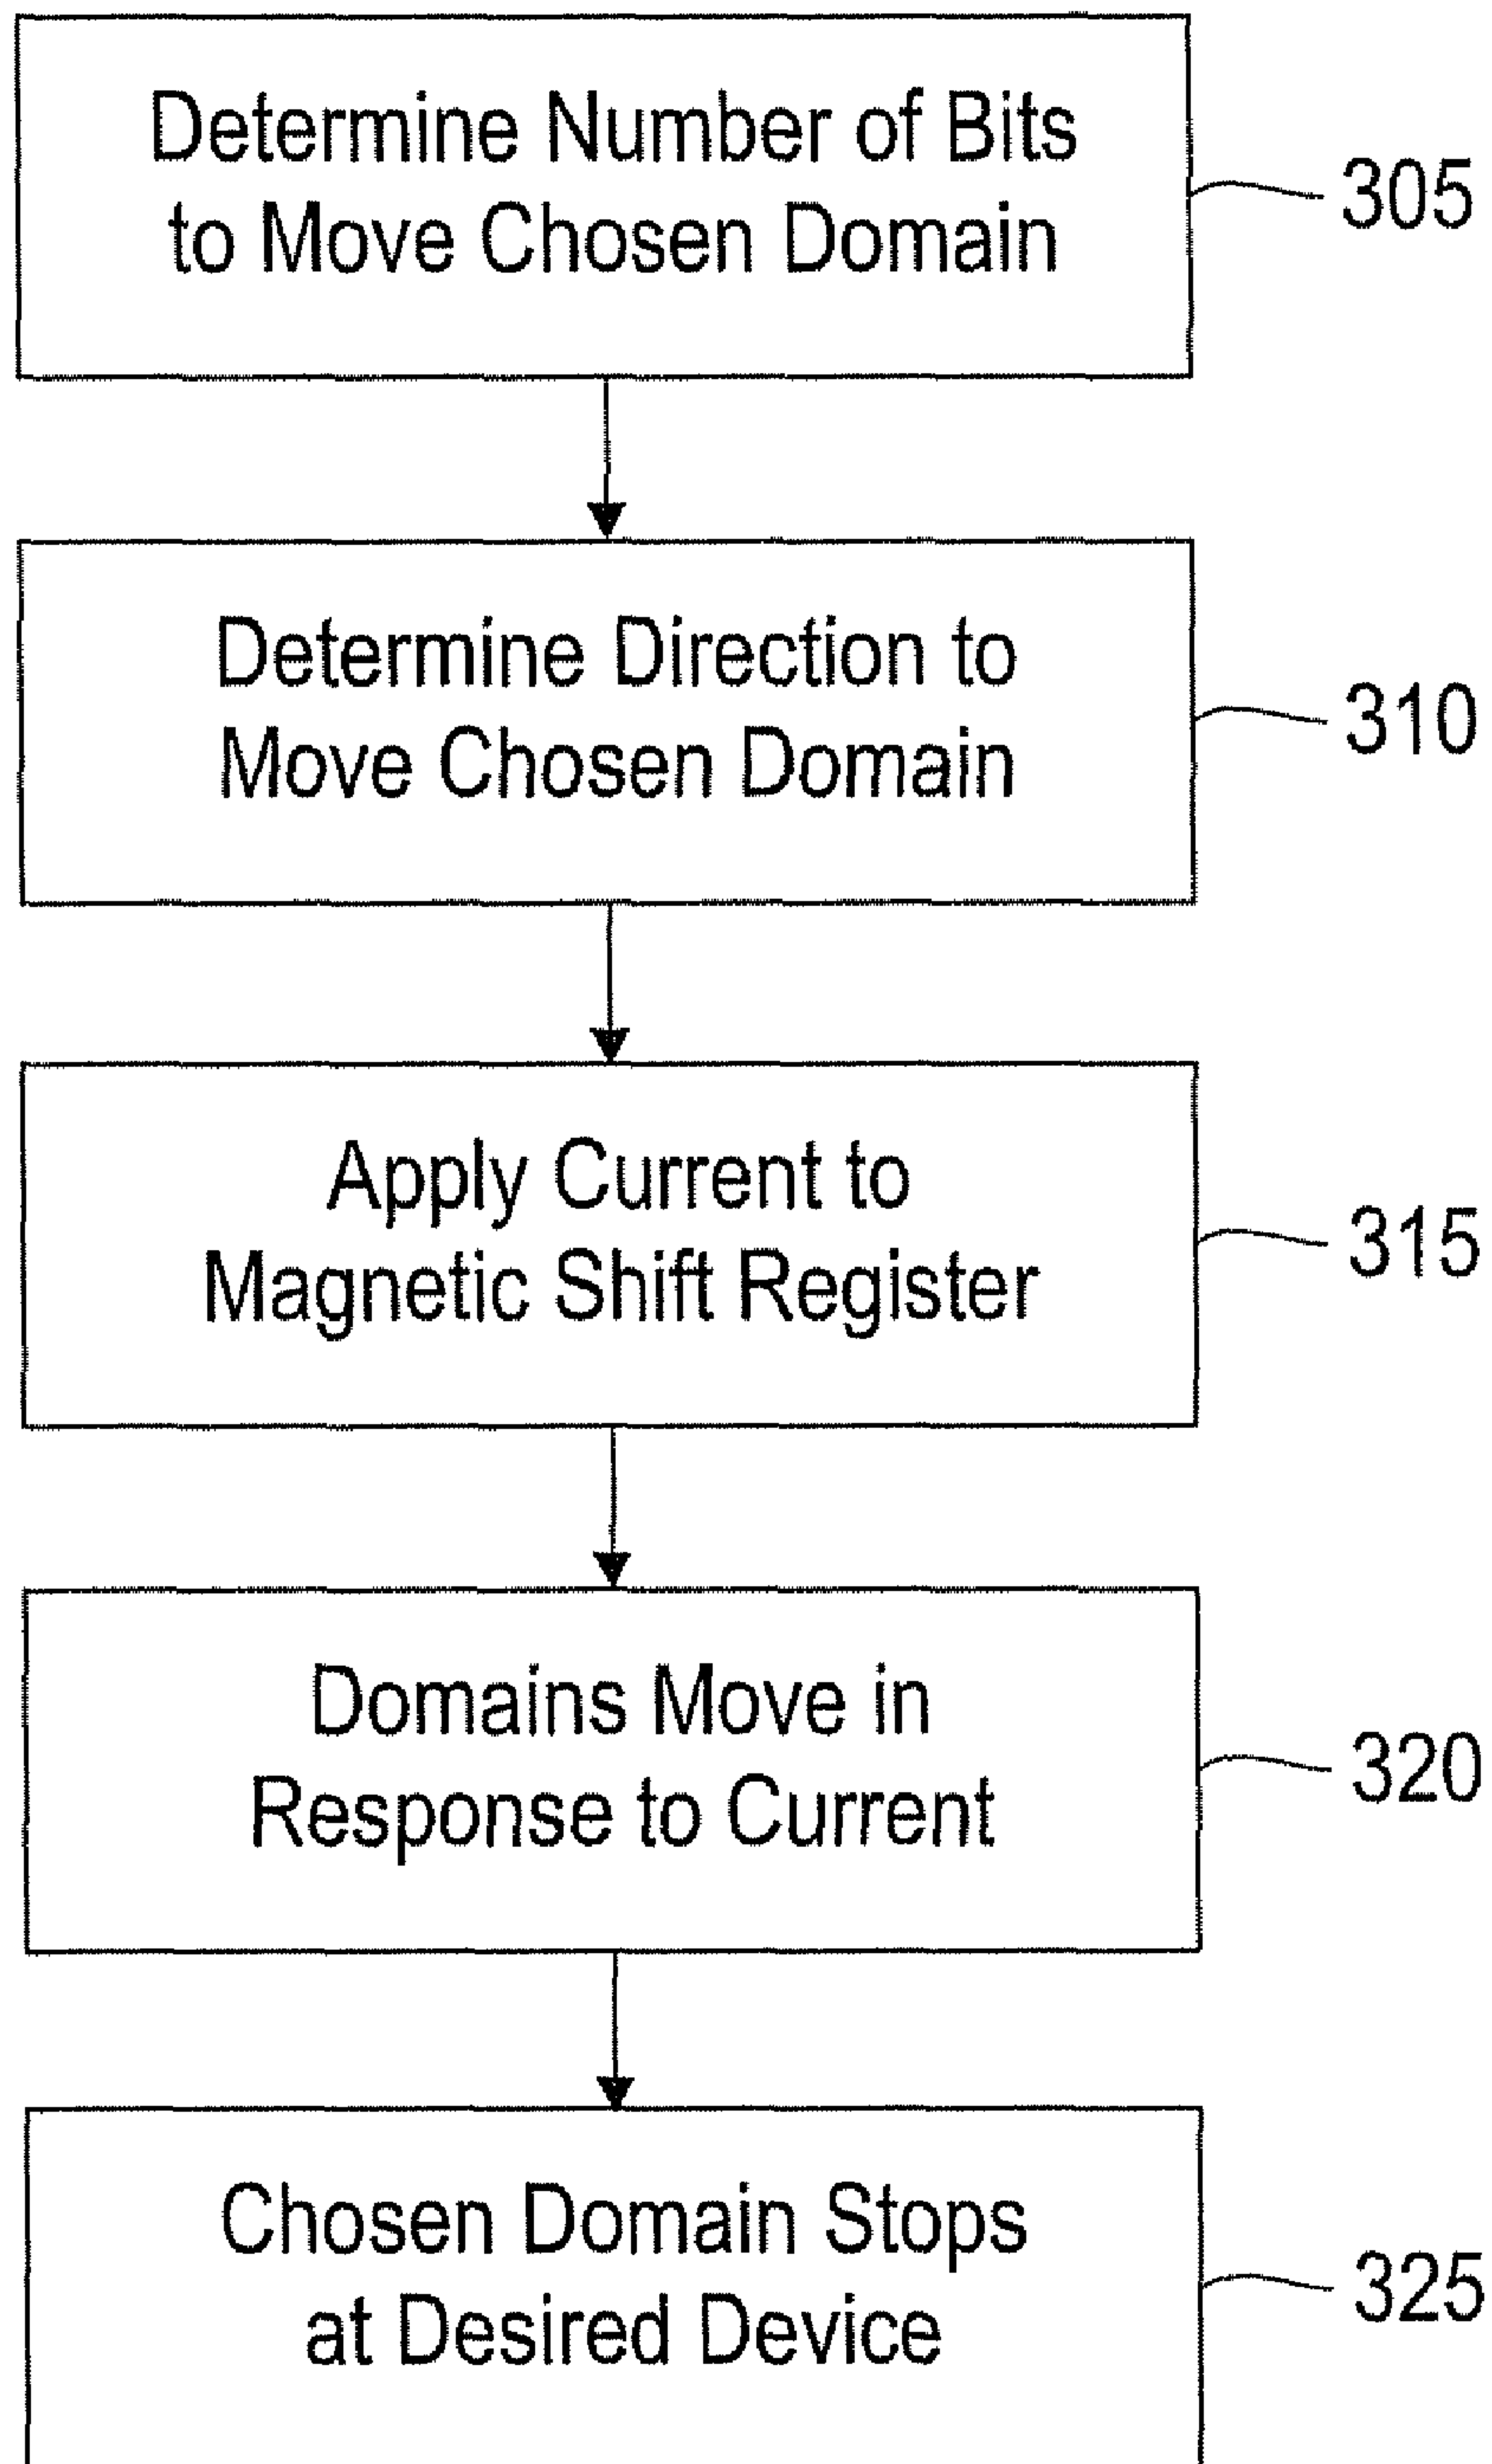 Determine Number of Bits
to Move Chosen Domain
305
Determine Direction to
Move Chosen Domain
310
Apply Current to
Magnetic Shift Register
315
Domains Move in
Response to Current
320
Chosen Domain Stops
at Desired Device
325